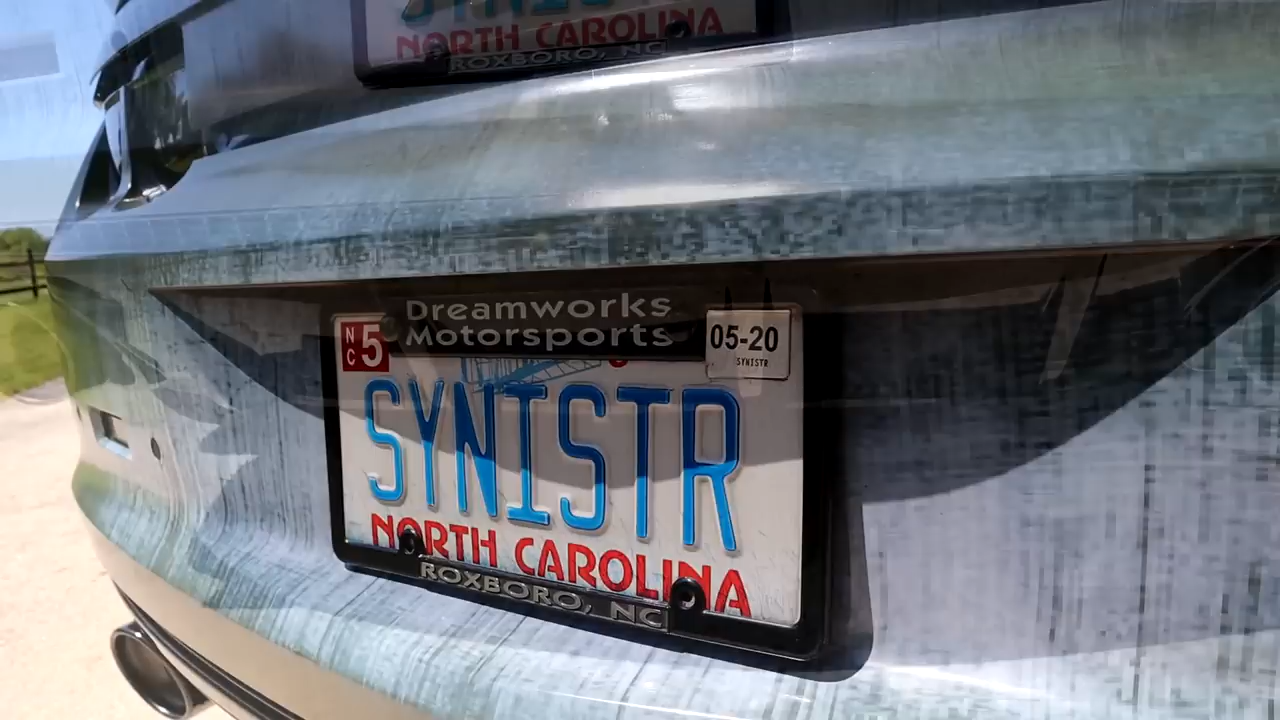 NORTH CAROLINA
ROXBORO, NC
Dreamworks
Motorsports
NC 5
05-20
SYNISTR
SYNISTR
NORTH CAROLINA
ROXBORO, NC